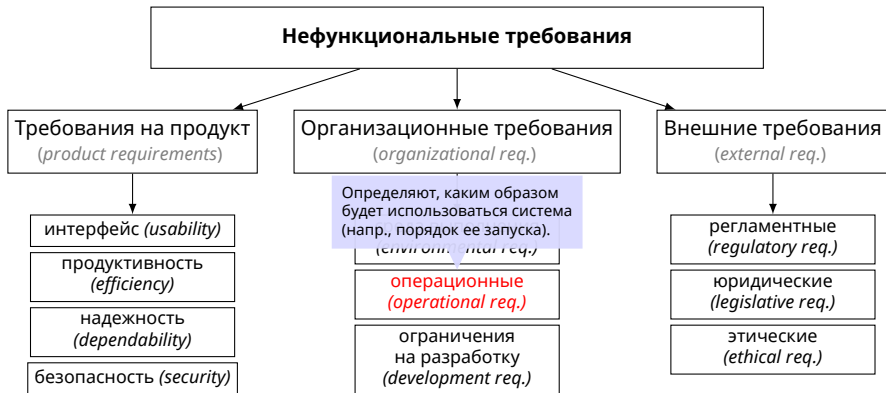 Нефункциональные требования
Требования на продукт
(product requirements)
Организационные требования
(organizational req.)
Внешние требования
(external req.)
Определяют, каким образом
будет использоваться система
(напр., порядок ее запуска).
интерфейс (usability)
продуктивность
(efficiency)
надежность
(dependability)
безопасность (security)
(environmental req.)
операционные
(operational req.)
ограничения
на разработку
(development req.)
регламентные
(regulatory req.)
юридические
(legislative req.)
этические
(ethical req.)